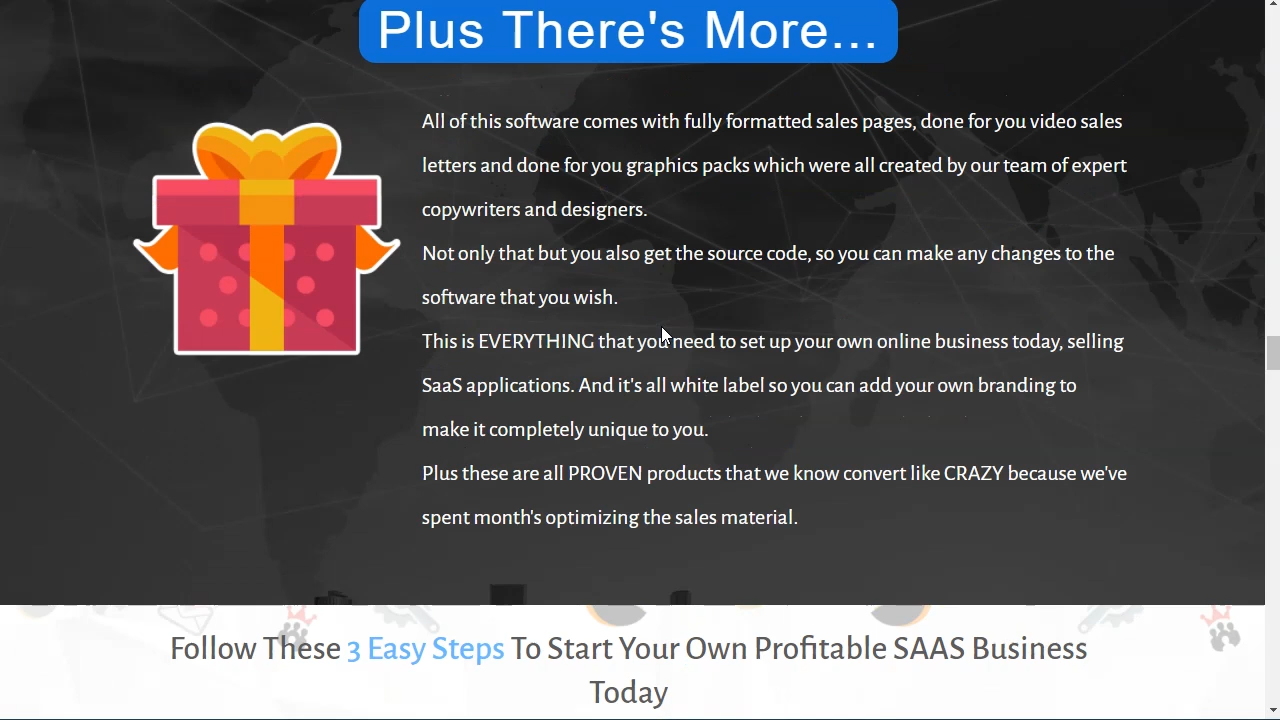 Plus There's More...
All of this software comes with fully formatted sales pages, done for you video sales
letters and done for you graphics packs which were all created by our team of expert
copywriters and designers.
Not only that but you also get the source code, so you can make any changes to the
software that you wish.
This is EVERYTHING that you need to set up your own online business today, selling
SaaS applications. And it's all white label so you can add your own branding to
make it completely unique to you.
Plus these are all PROVEN products that we know convert like CRAZY because we've
spent month's optimizing the sales material.
Follow These 3 Easy Steps To Start Your Own Profitable SAAS Business
Today